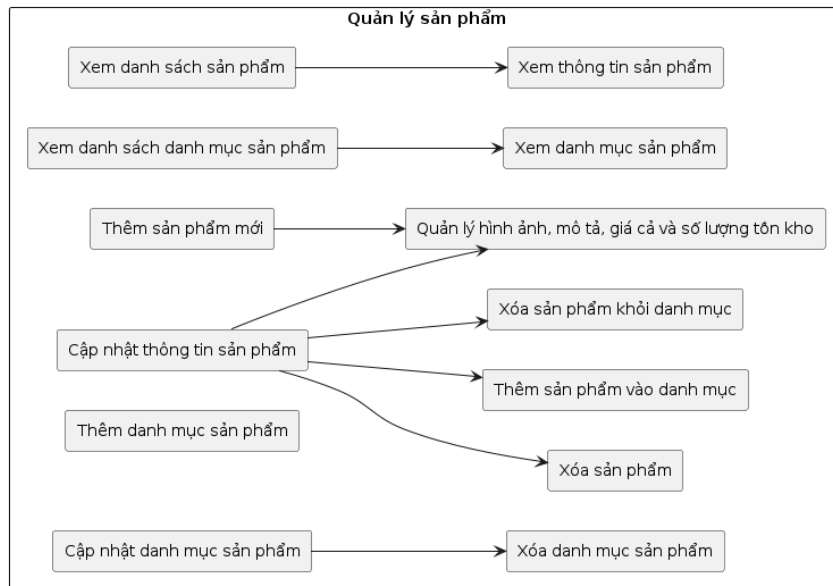 Quản lý sản phẩm
Xem danh sách sản phẩm
Xem thông tin sản phẩm
Xem danh sách danh mục sản phẩm
Xem danh mục sản phẩm
Thêm sản phẩm mới
Quản lý hình ảnh, mô tả, giá cả và số lượng tồn kho
Xóa sản phẩm khỏi danh mục
Cập nhật thông tin sản phẩm
Thêm sản phẩm vào danh mục
Thêm danh mục sản phẩm
Xóa sản phẩm
Cập nhật danh mục sản phẩm
Xóa danh mục sản phẩm